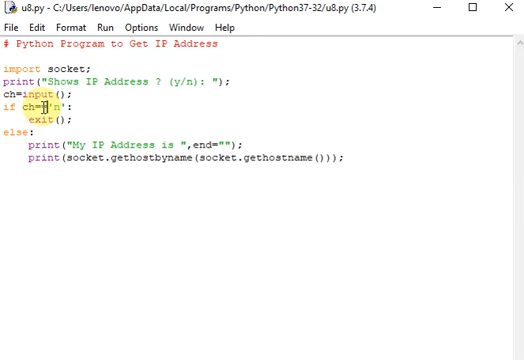 u8.py - C:/Users/lenovo/AppData/Local/Programs/Python/Python37-32/u8.py (3.7.4)
File Edit Format Run Options Window Help
# Python Program to Get IP Address
import socket;
print("Shows IP Address ? (y/n): ");
ch=input();
if ch=='n':
    exit();
else:
    print("My IP Address is ",end="");
    print(socket.gethostbyname(socket.gethostname()));